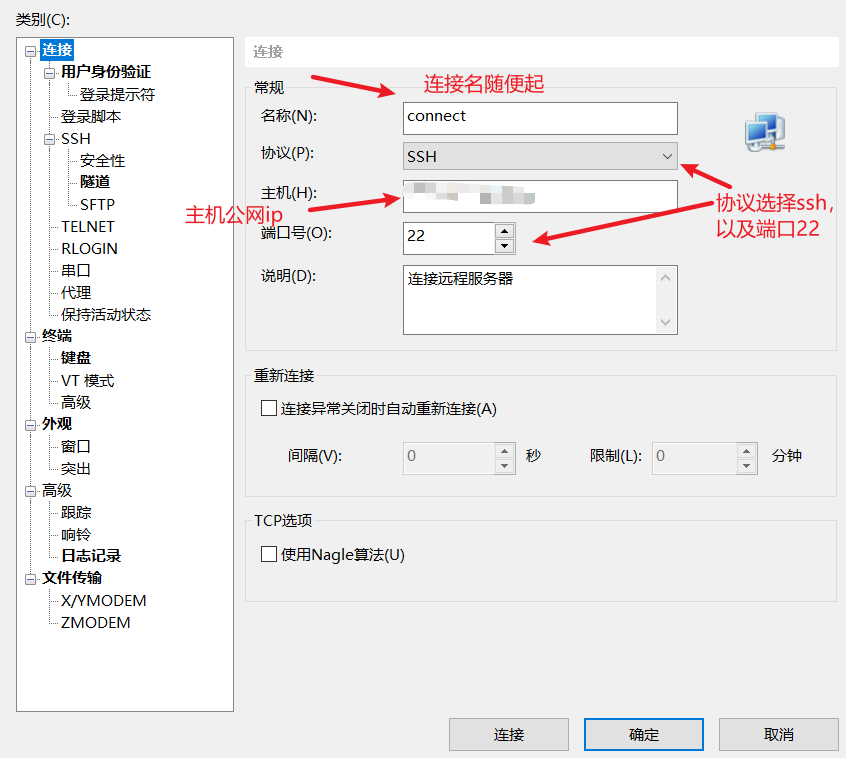 类别(C):
连接
用户身份验证
登录提示符
登录脚本
SSH
安全性
隧道
SFTP
TELNET
RLOGIN
串口
代理
保持活动状态
终端
键盘
VT 模式
高级
外观
窗口
突出
高级
跟踪
响铃
日志记录
文件传输
X/YMODEM
ZMODEM
连接
常规
连接名随便起
名称(N):
connect
协议(P):
SSH
主机(H):
主机公网ip
协议选择ssh,
以及端口22
端口号(O):
22
说明(D):
连接远程服务器
重新连接
连接异常关闭时自动重新连接(A)
间隔(V):
0
秒
限制(L):
0
分钟
TCP选项
使用Nagle算法(U)
连接
确定
取消